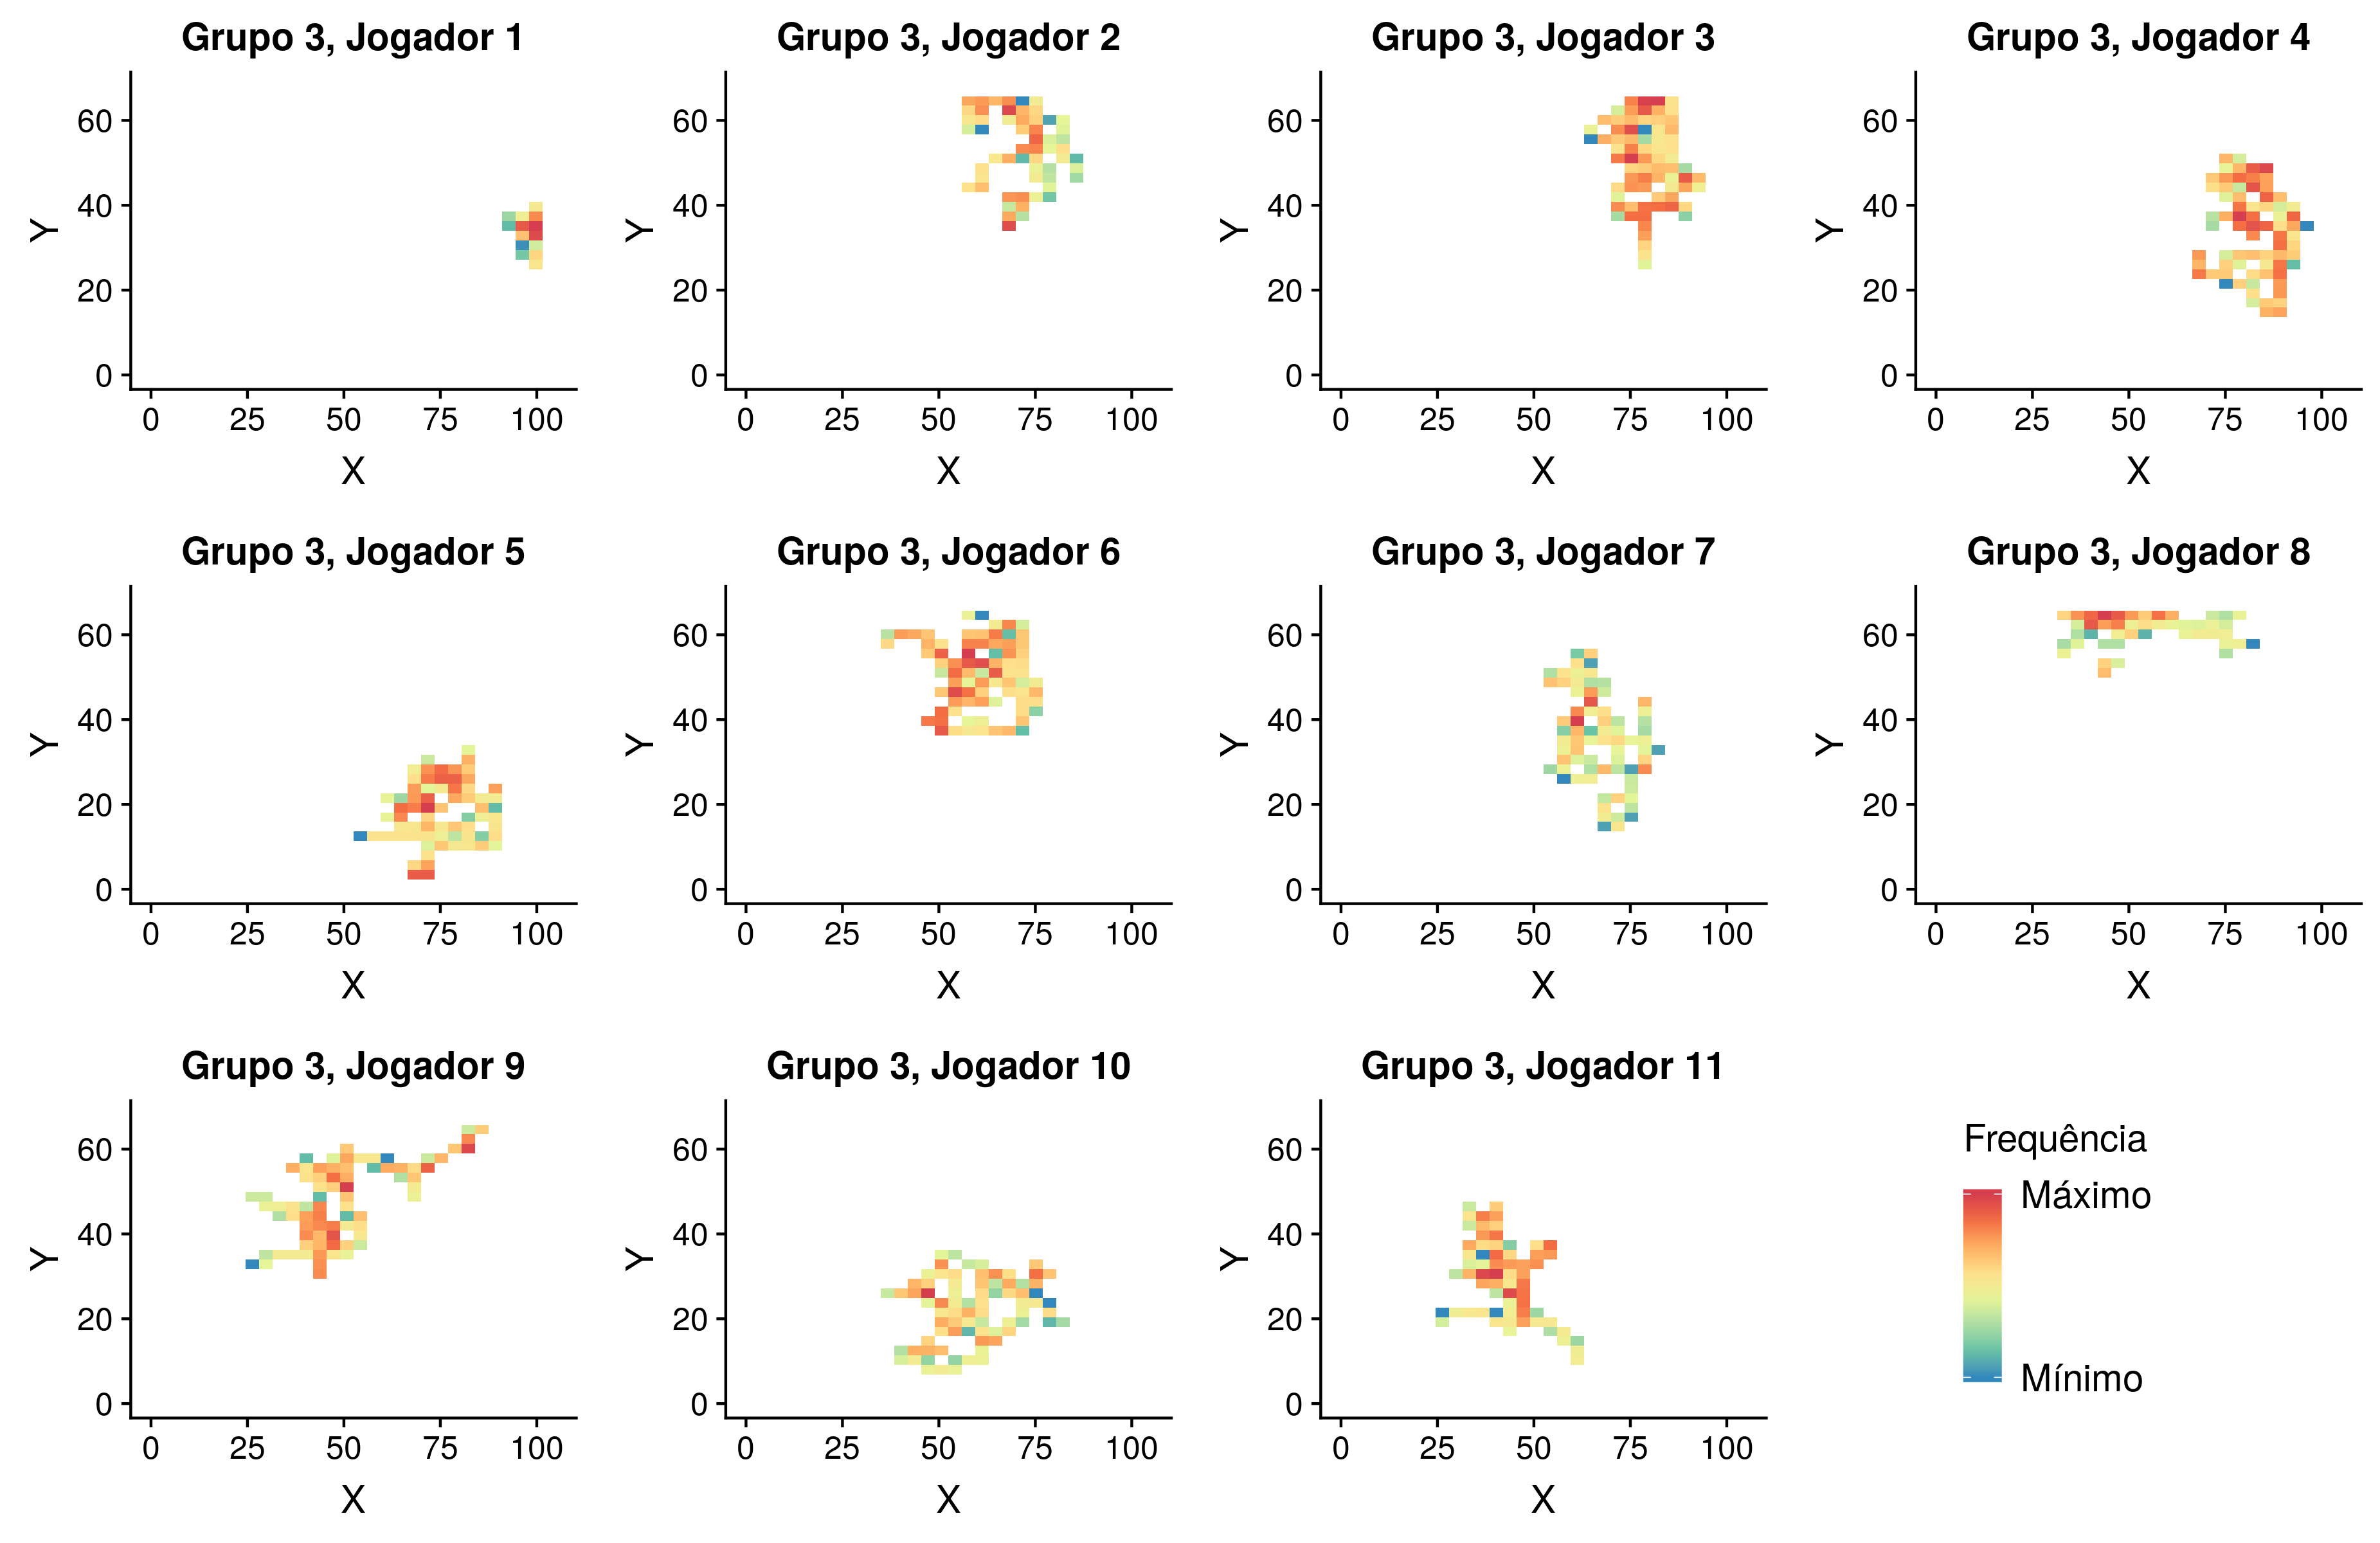 Grupo 3, Jogador 1
Grupo 3, Jogador 2
Grupo 3, Jogador 3
Grupo 3, Jogador 4
60
40
20
0
Y
0 25 50 75 100
X
60
40
20
0
Y
0 25 50 75 100
X
60
40
20
0
Y
0 25 50 75 100
X
60
40
20
0
Y
0 25 50 75 100
X
Grupo 3, Jogador 5
Grupo 3, Jogador 6
Grupo 3, Jogador 7
Grupo 3, Jogador 8
60
40
20
0
Y
0 25 50 75 100
X
60
40
20
0
Y
0 25 50 75 100
X
60
40
20
0
Y
0 25 50 75 100
X
60
40
20
0
Y
0 25 50 75 100
X
Grupo 3, Jogador 9
Grupo 3, Jogador 10
Grupo 3, Jogador 11
60
40
20
0
Y
0 25 50 75 100
X
60
40
20
0
Y
0 25 50 75 100
X
60
40
20
0
Y
0 25 50 75 100
X
Frequência
Máximo
Mínimo